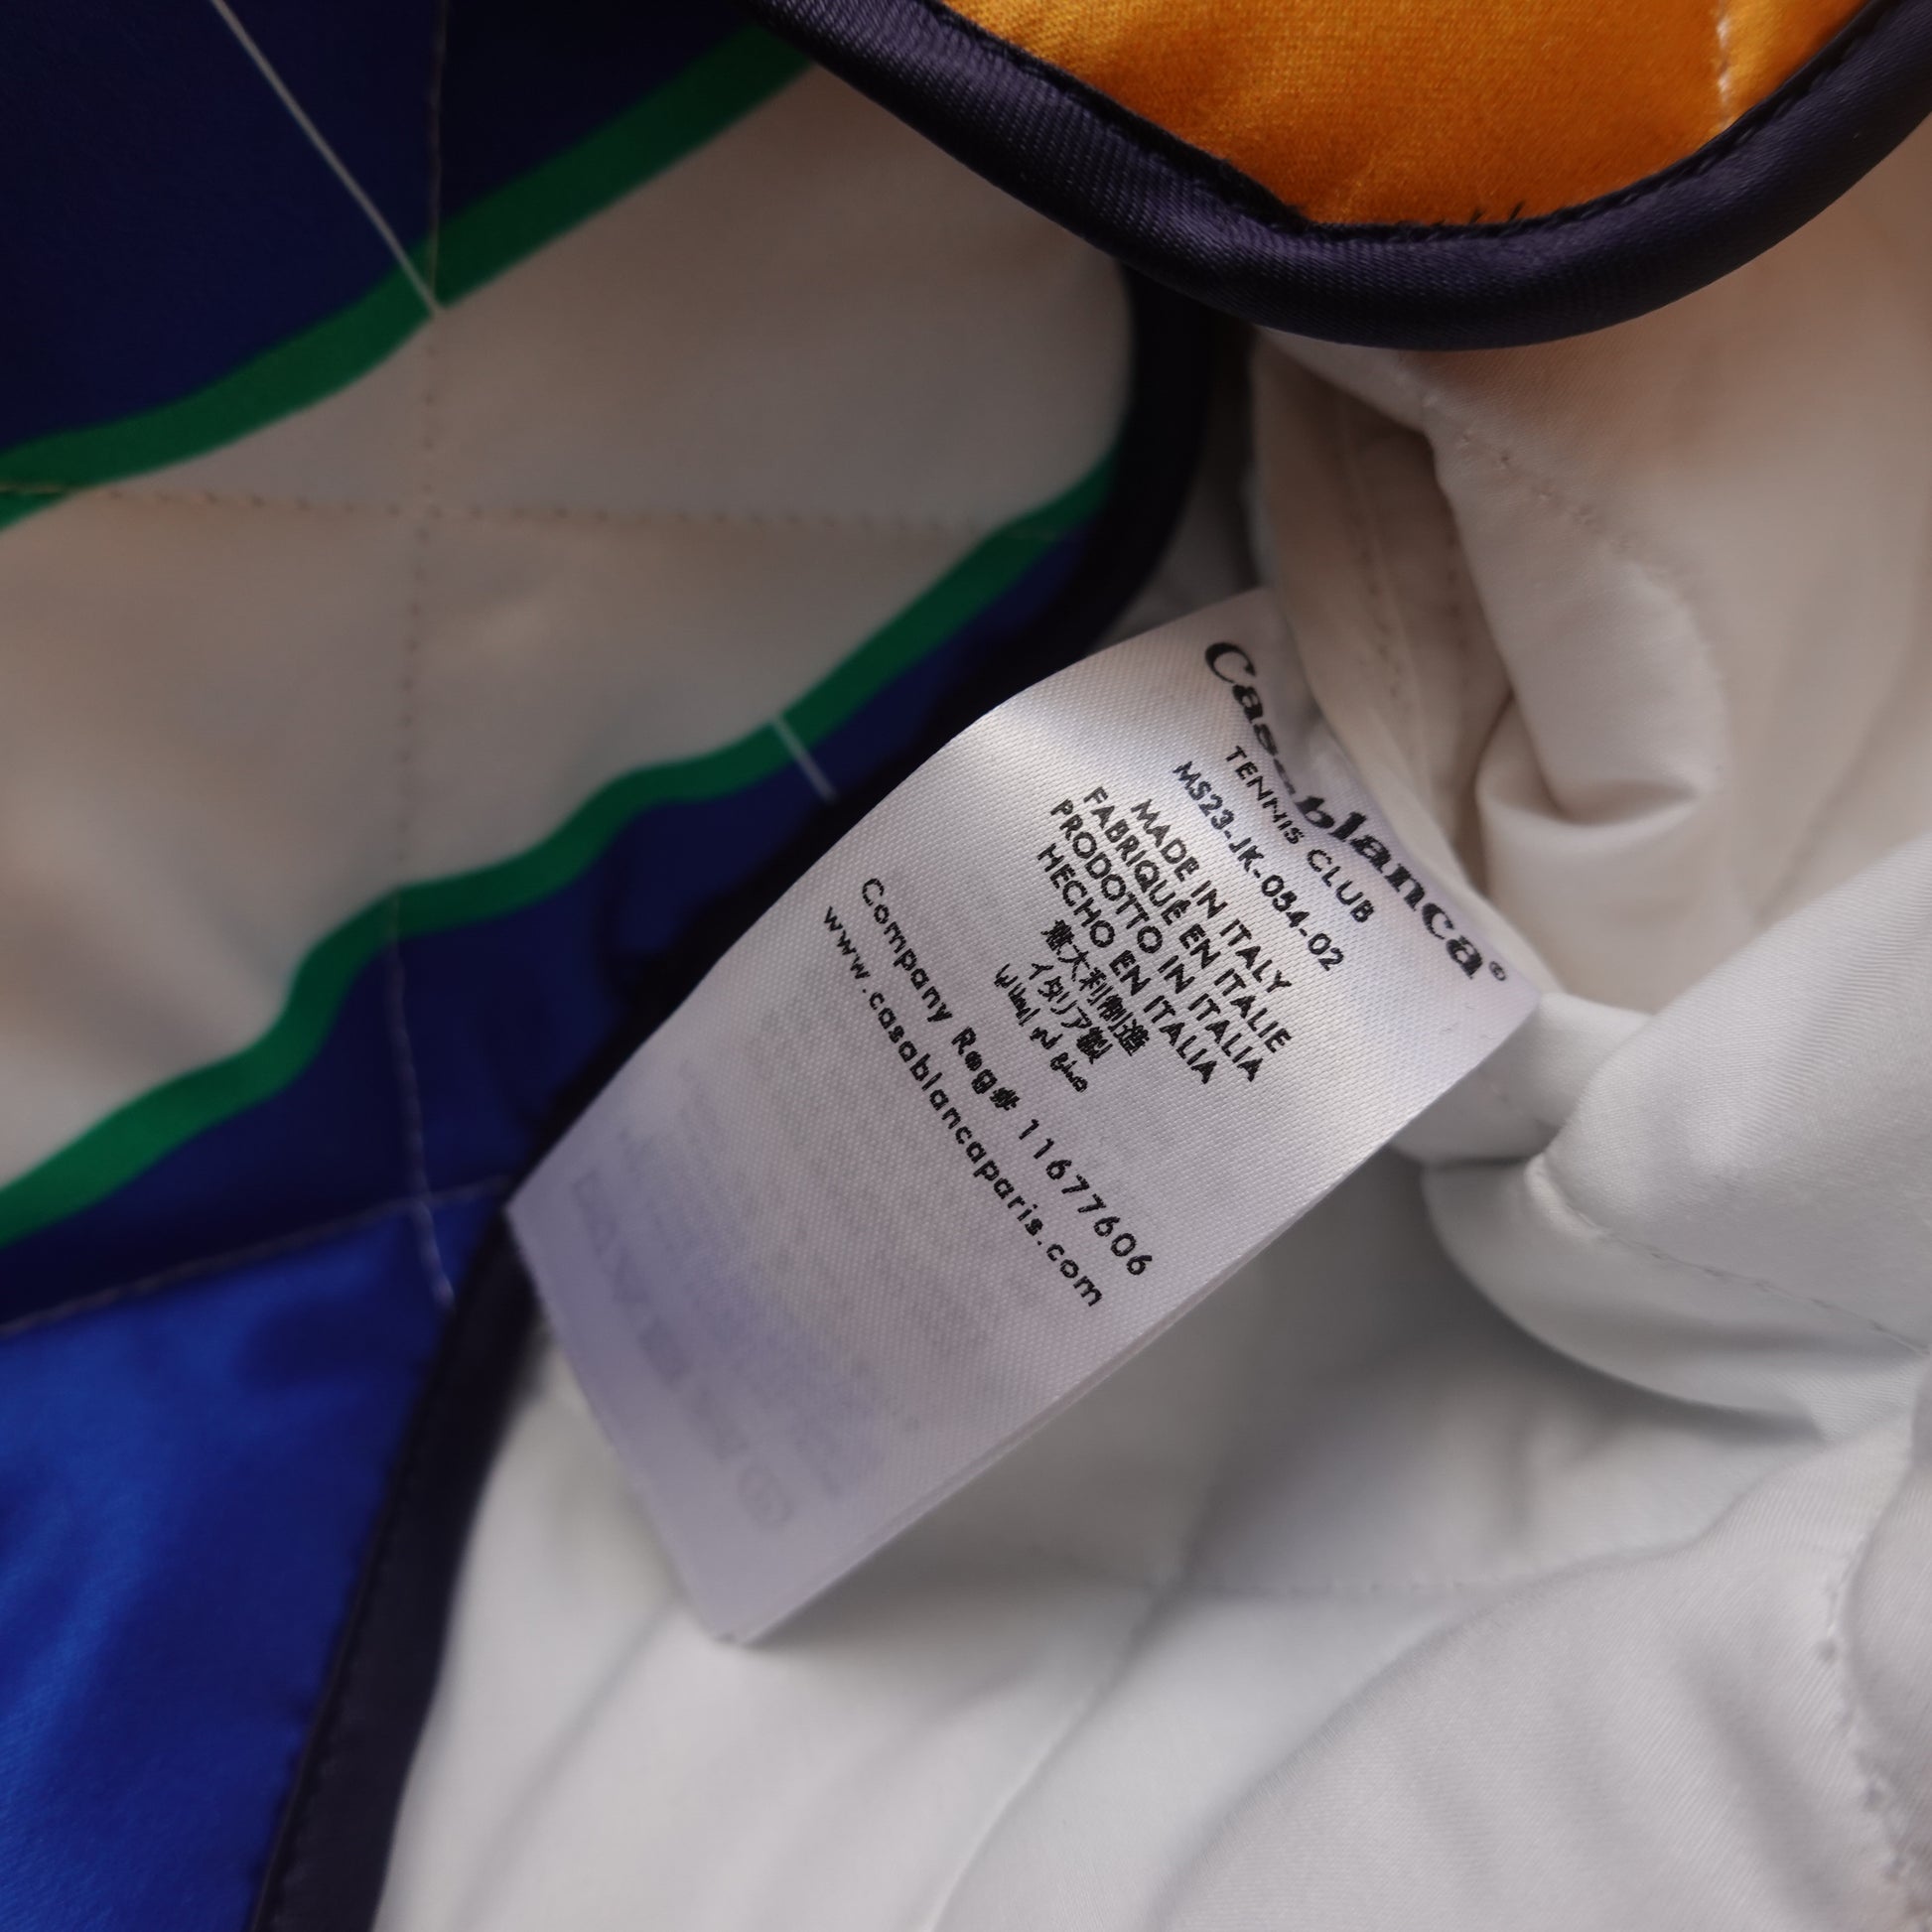 Casablanca®
TENNIS CLUB
MS23-JK-054-02
MADE IN ITALY
FABRIQUÉ EN ITALIE
PRODOTTO IN ITALIA
HECHO EN ITALIA
意大利制造
イタリア製
صنع في إيطاليا
Company Reg# 11677606
www.casablancaparis.com